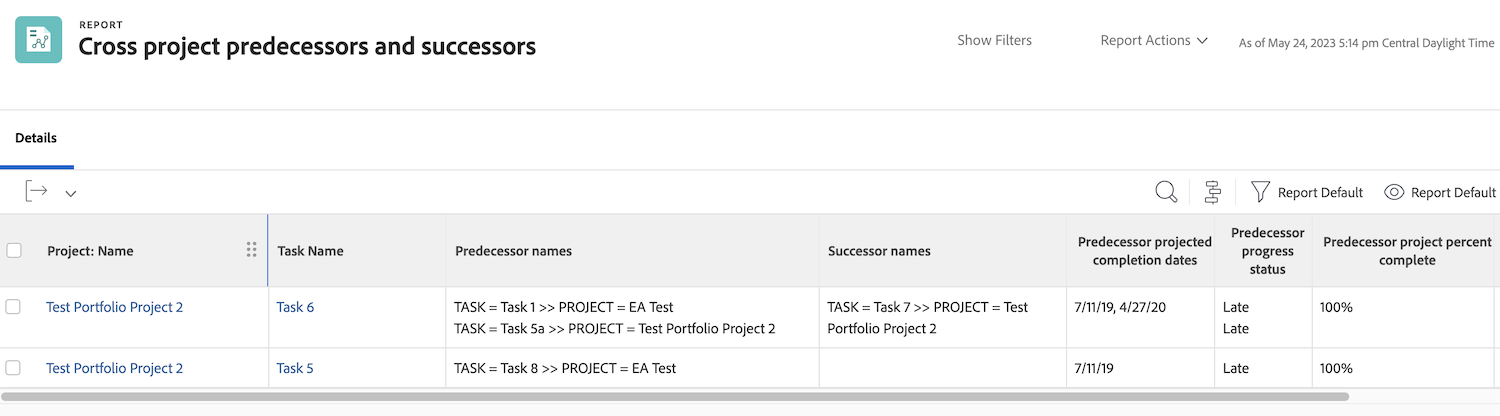 REPORT
Cross project predecessors and successors
Show Filters
Report Actions
As of May 24, 2023 5:14 pm Central Daylight Time
Details
Report Default
Report Default
Project: Name
Task Name
Predecessor names
Successor names
Predecessor projected
completion dates
Predecessor
progress
status
Predecessor project percent
complete
Test Portfolio Project 2
Task 6
TASK = Task 1 >> PROJECT = EA Test
TASK = Task 5a >> PROJECT = Test Portfolio Project 2
TASK = Task 7 >> PROJECT = Test
Portfolio Project 2
7/11/19, 4/27/20
Late
Late
100%
Test Portfolio Project 2
Task 5
TASK = Task 8 >> PROJECT = EA Test
7/11/19
Late
100%